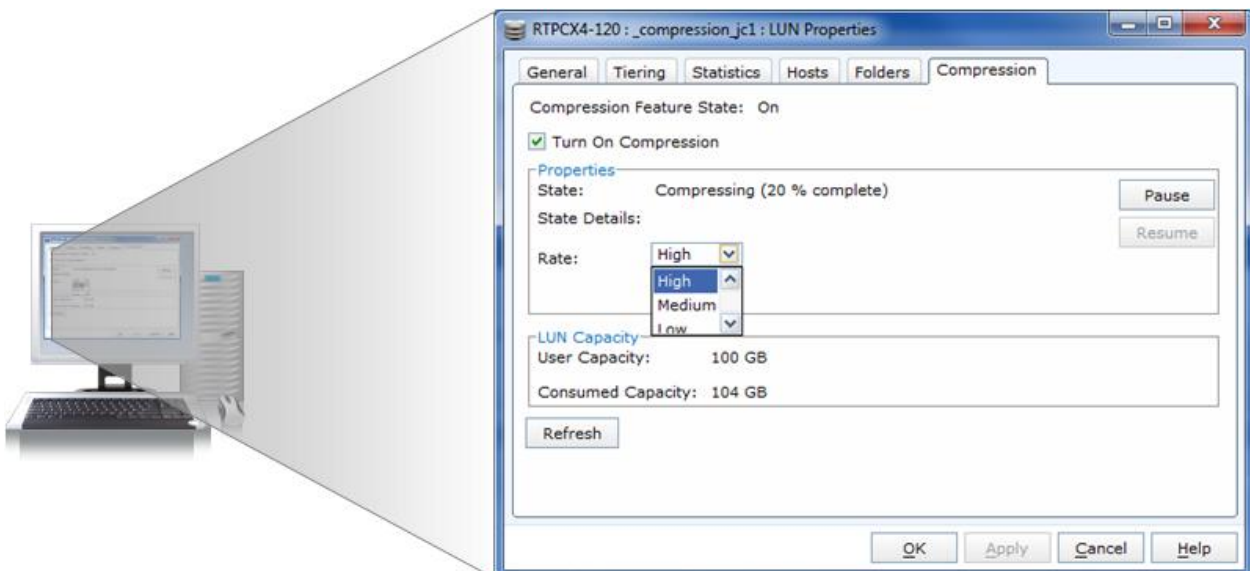 RTPCX4-120 : _compression_jc1 : LUN Properties
General Tiering Statistics Hosts Folders Compression
Compression Feature State: On
Turn On Compression
Properties
State: Compressing (20 % complete)
Pause
State Details:
Resume
Rate: High
High
Medium
Low
LUN Capacity
User Capacity: 100 GB
Consumed Capacity: 104 GB
Refresh
OK Apply Cancel Help